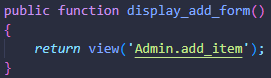 public function display_add_form()
{
    return view('Admin.add_item');
}